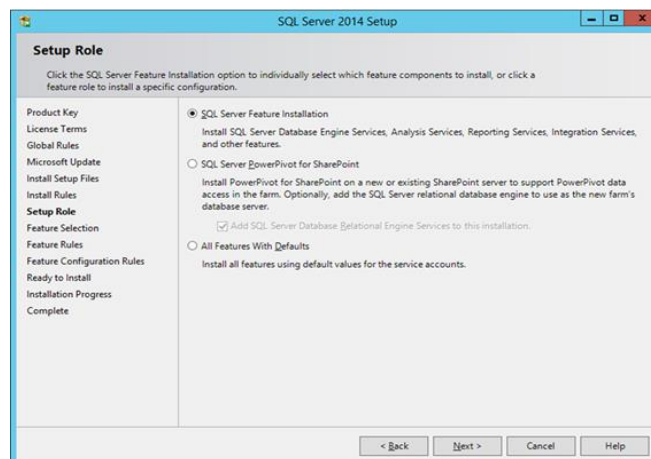 SQL Server 2014 Setup
Setup Role
Click the SQL Server Feature Installation option to individually select which feature components to install, or click a
feature role to install a specific configuration.
Product Key
License Terms
Global Rules
Microsoft Update
Install Setup Files
Install Rules
Setup Role
Feature Selection
Feature Rules
Feature Configuration Rules
Ready to Install
Installation Progress
Complete
SQL Server Feature Installation
Install SQL Server Database Engine Services, Analysis Services, Reporting Services, Integration Services,
and other features.
SQL Server PowerPivot for SharePoint
Install PowerPivot for SharePoint on a new or existing SharePoint server to support PowerPivot data
access in the farm. Optionally, add the SQL Server relational database engine to use as the new farm's
database server.
Add SQL Server Database Relational Engine Services to this installation.
All Features With Defaults
Install all features using default values for the service accounts.
< Back
Next >
Cancel
Help